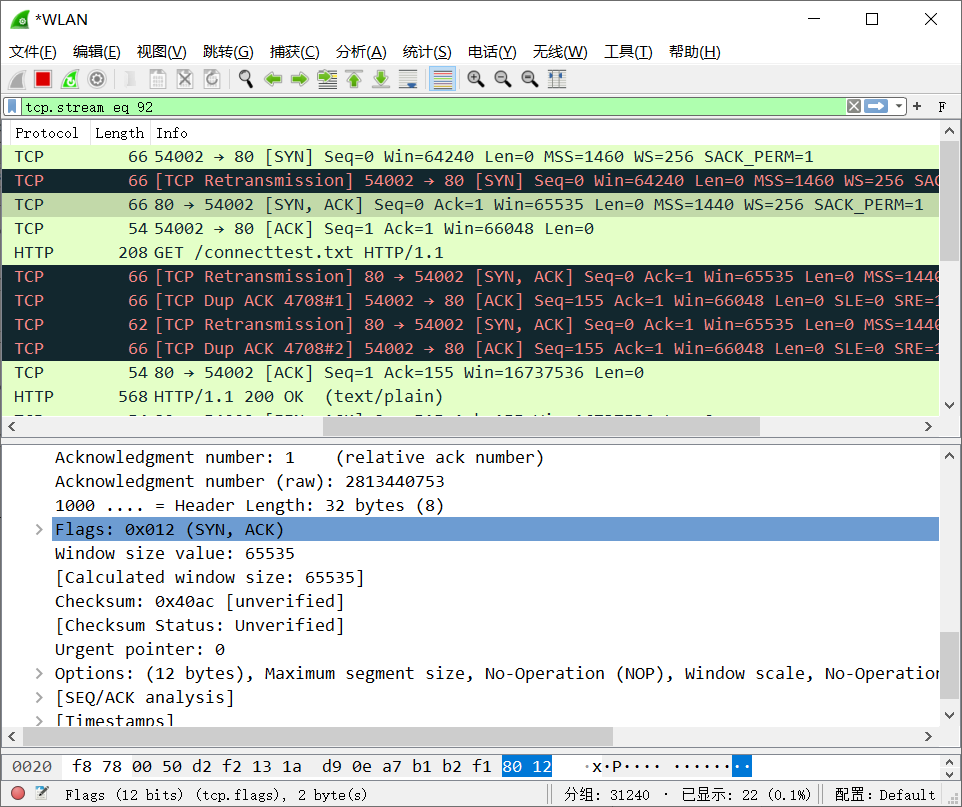 *WLAN
文件(F) 编辑(E) 视图(V) 跳转(G) 捕获(C) 分析(A) 统计(S) 电话(Y) 无线(W) 工具(T) 帮助(H)
tcp.stream eq 92 + F
Protocol Length Info
TCP 66 54002 → 80 [SYN] Seq=0 Win=64240 Len=0 MSS=1460 WS=256 SACK_PERM=1
TCP 66 [TCP Retransmission] 54002 → 80 [SYN] Seq=0 Win=64240 Len=0 MSS=1460 WS=256 SAC
TCP 66 80 → 54002 [SYN, ACK] Seq=0 Ack=1 Win=65535 Len=0 MSS=1440 WS=256 SACK_PERM=1
TCP 54 54002 → 80 [ACK] Seq=1 Ack=1 Win=66048 Len=0
HTTP 208 GET /connecttest.txt HTTP/1.1
TCP 66 [TCP Retransmission] 80 → 54002 [SYN, ACK] Seq=0 Ack=1 Win=65535 Len=0 MSS=1440
TCP 66 [TCP Dup ACK 4708#1] 54002 → 80 [ACK] Seq=155 Ack=1 Win=66048 Len=0 SLE=0 SRE=1
TCP 62 [TCP Retransmission] 80 → 54002 [SYN, ACK] Seq=0 Ack=1 Win=65535 Len=0 MSS=1440
TCP 66 [TCP Dup ACK 4708#2] 54002 → 80 [ACK] Seq=155 Ack=1 Win=66048 Len=0 SLE=0 SRE=1
TCP 54 80 → 54002 [ACK] Seq=1 Ack=155 Win=16737536 Len=0
HTTP 568 HTTP/1.1 200 OK (text/plain)
Acknowledgment number: 1 (relative ack number)
Acknowledgment number (raw): 2813440753
1000 .... = Header Length: 32 bytes (8)
Flags: 0x012 (SYN, ACK)
Window size value: 65535
[Calculated window size: 65535]
Checksum: 0x40ac [unverified]
[Checksum Status: Unverified]
Urgent pointer: 0
Options: (12 bytes), Maximum segment size, No-Operation (NOP), Window scale, No-Operation
[SEQ/ACK analysis]
[Timestamps]
0020 f8 78 00 50 d2 f2 13 1a d9 0e a7 b1 b2 f1 80 12 ·x·P···· ········
Flags (12 bits) (tcp.flags), 2 byte(s) 分组: 31240 · 已显示: 22 (0.1%) 配置: Default